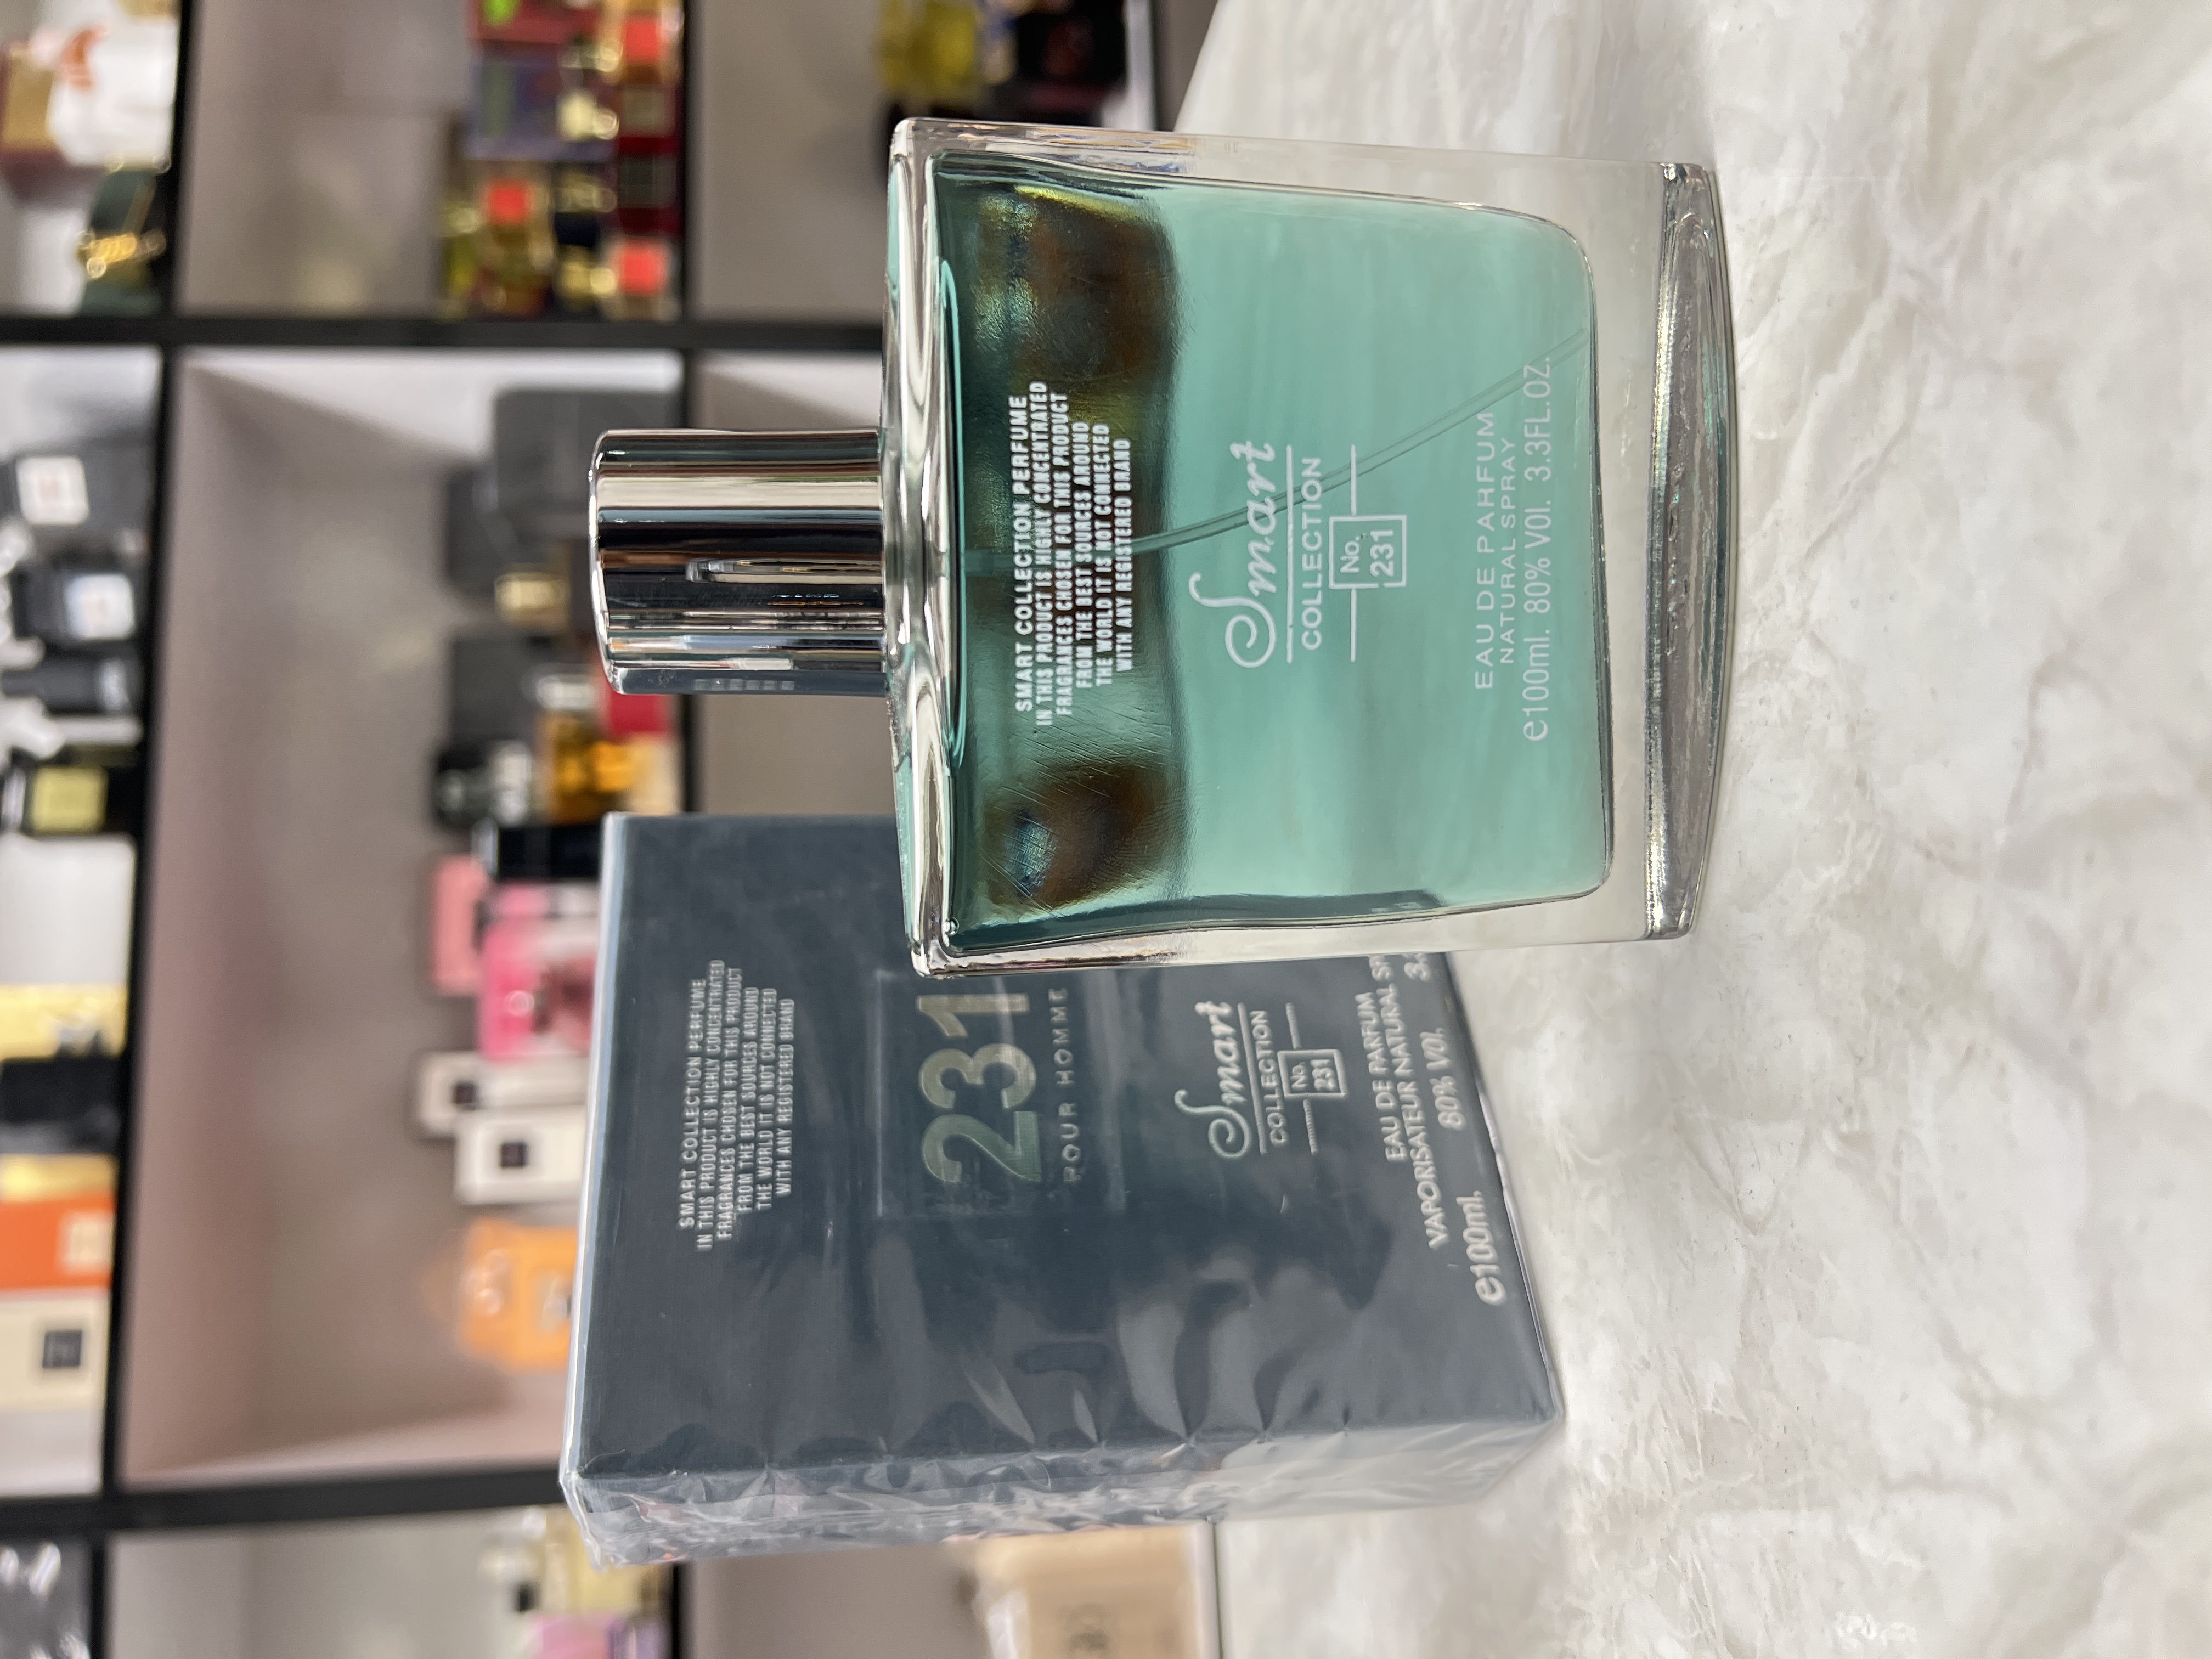 SMART COLLECTION PERFUME
IN THIS PRODUCT IS HIGHLY CONCENTRATED
FRAGRANCES CHOSEN FOR THIS PRODUCT
FROM THE BEST SOURCES AROUND
THE WORLD IT IS NOT CONNECTED
WITH ANY REGISTERED BRAND
231
POUR HOMME
Smart
COLLECTION
No.
231
EAU DE PARFUM
VAPORISATEUR NATURAL SP
e100ml. 80% VOl. 3.
SMART COLLECTION PERFUME
IN THIS PRODUCT IS HIGHLY CONCENTRATED
FRAGRANCES CHOSEN FOR THIS PRODUCT
FROM THE BEST SOURCES AROUND
THE WORLD IT IS NOT CONNECTED
WITH ANY REGISTERED BRAND
Smart
COLLECTION
No.
231
EAU DE PARFUM
NATURAL SPRAY
e100ml. 80% VOl. 3.3FL.OZ.